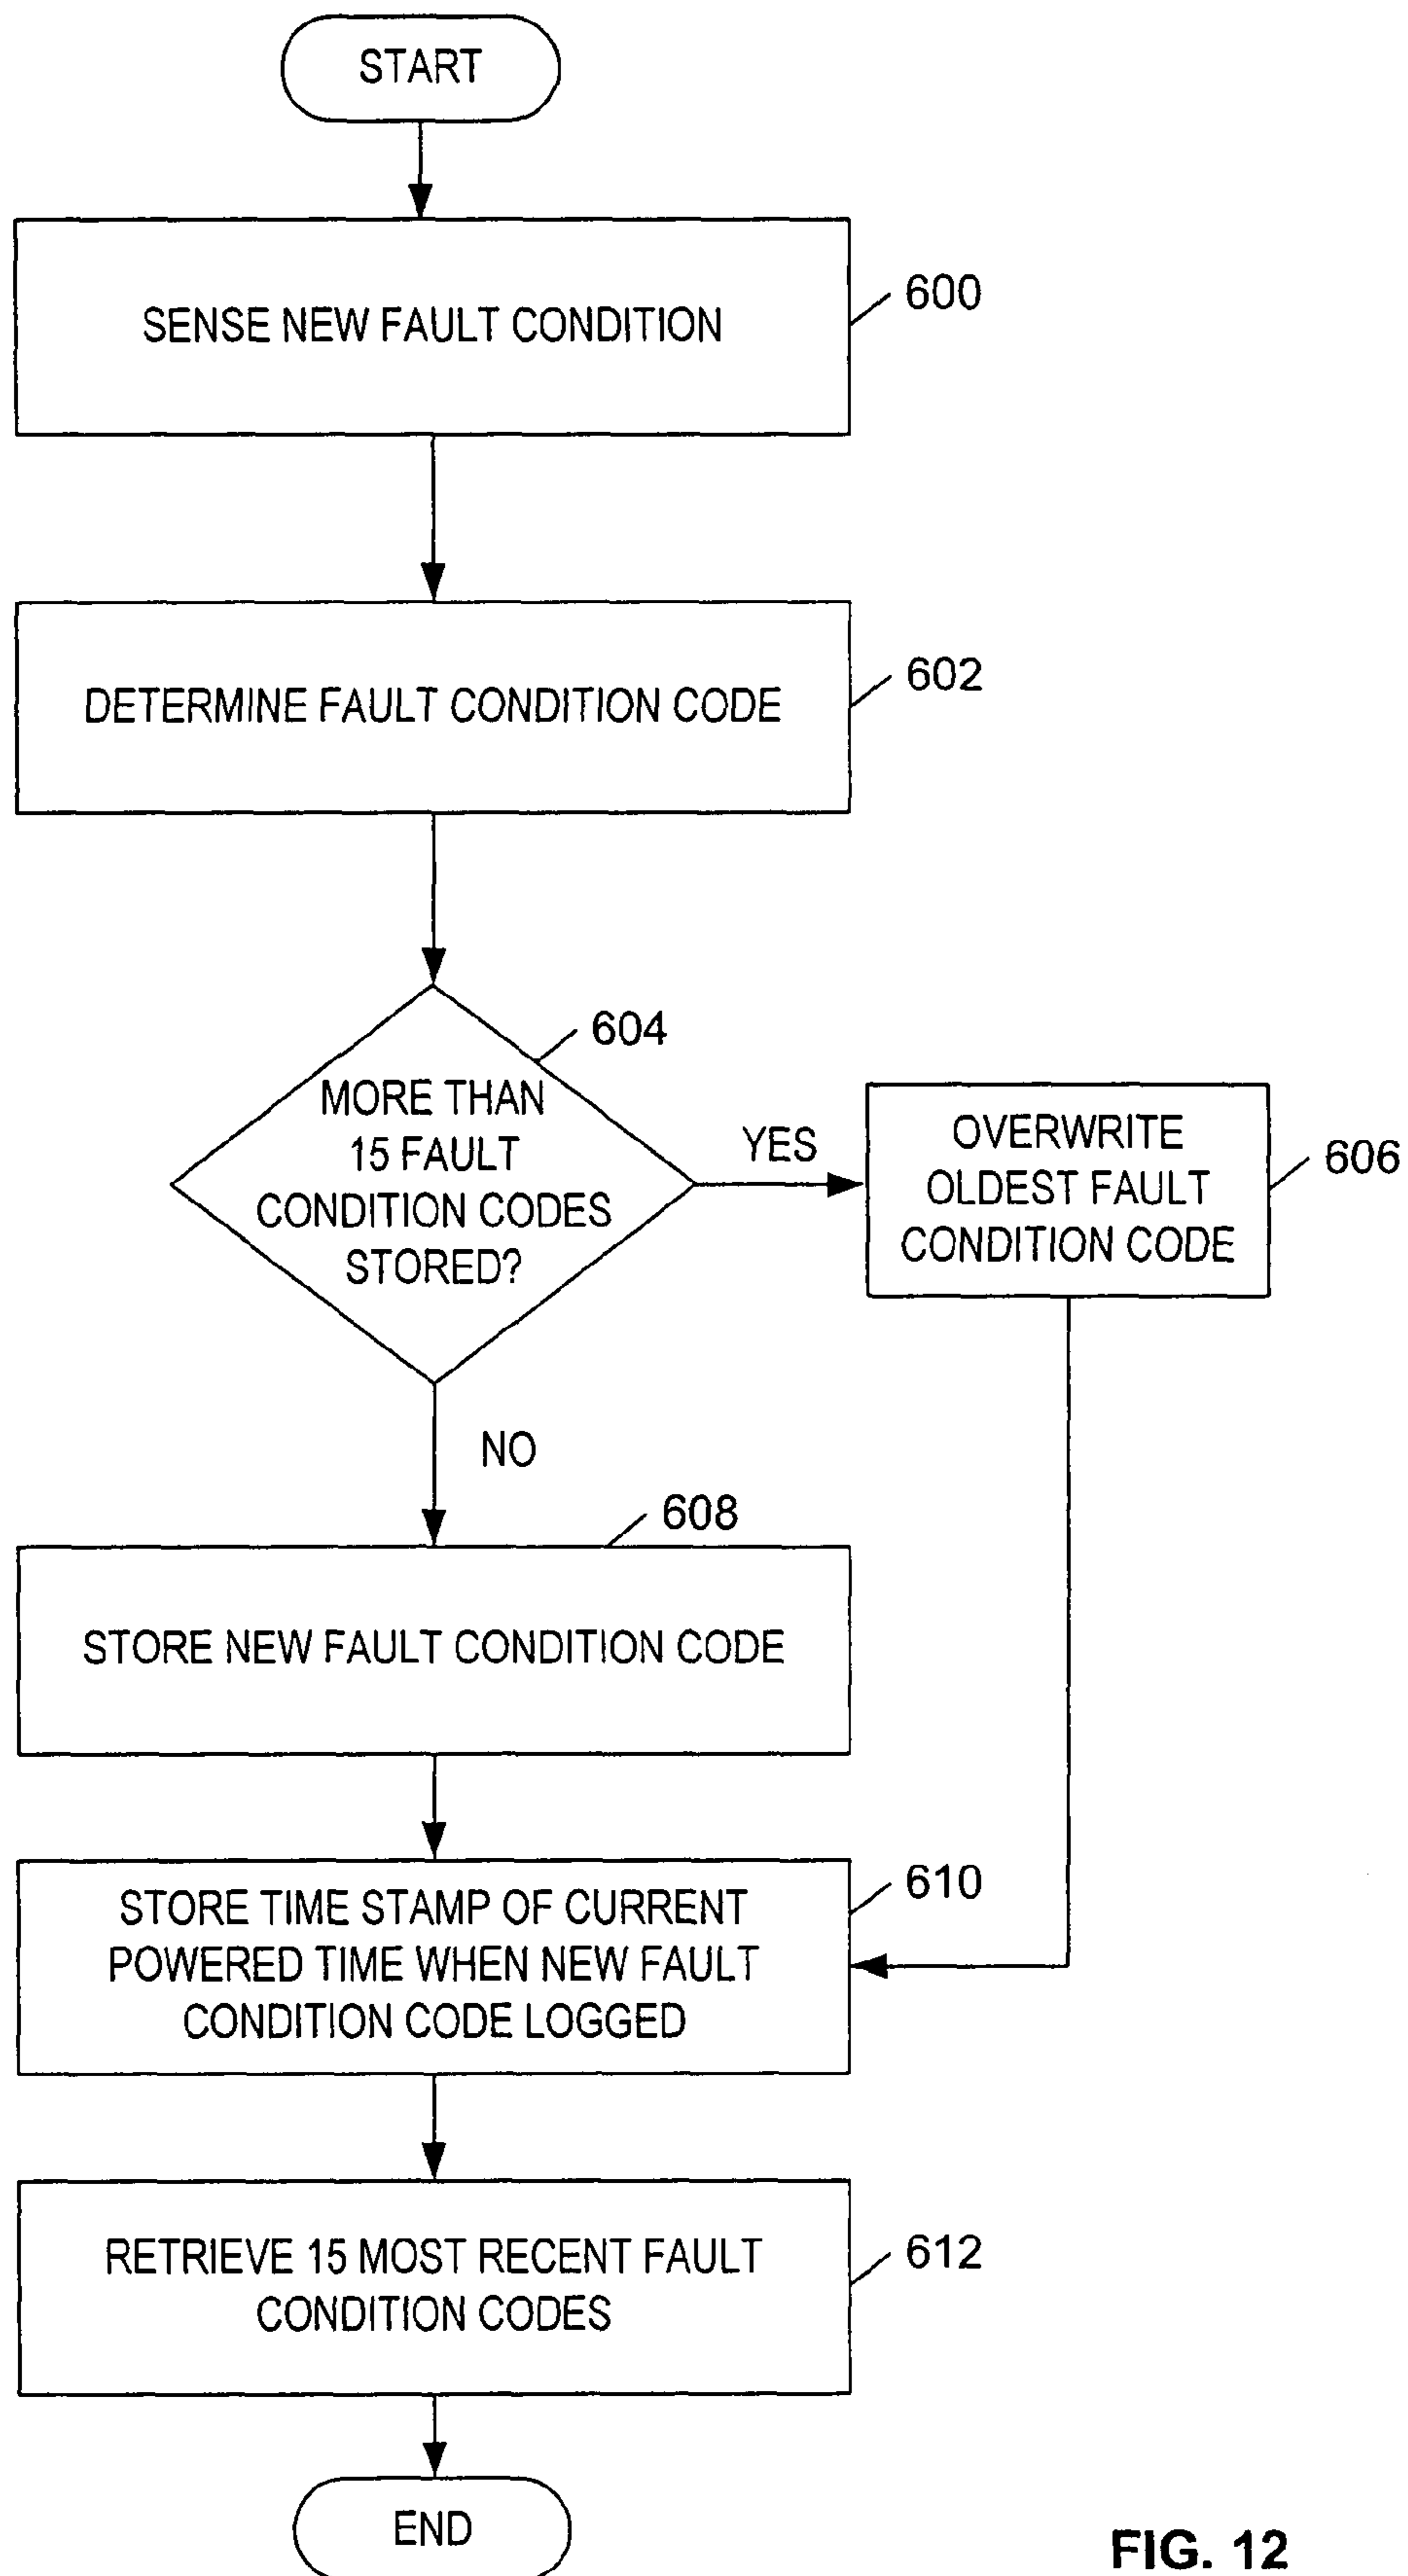 START
SENSE NEW FAULT CONDITION
600
DETERMINE FAULT CONDITION CODE
602
604
MORE THAN
15 FAULT
CONDITION CODES
STORED?
YES
OVERWRITE
OLDEST FAULT
CONDITION CODE
606
NO
608
STORE NEW FAULT CONDITION CODE
STORE TIME STAMP OF CURRENT
POWERED TIME WHEN NEW FAULT
CONDITION CODE LOGGED
610
RETRIEVE 15 MOST RECENT FAULT
CONDITION CODES
612
END
FIG. 12